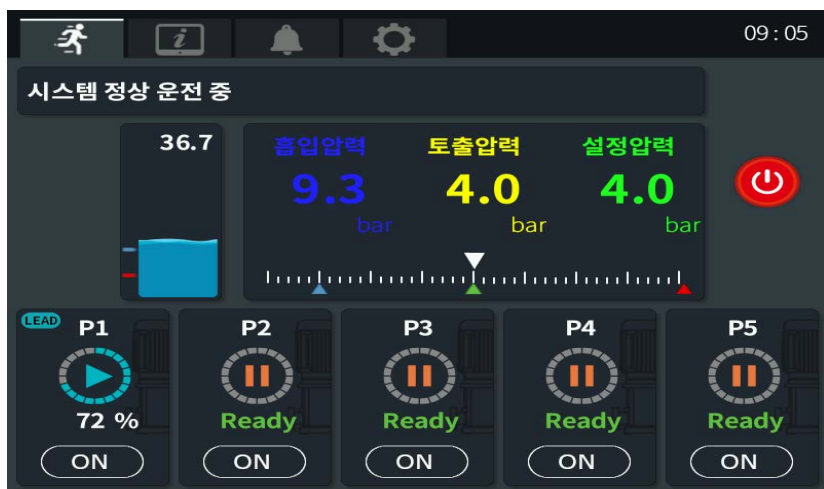 09:05
시스템 정상 운전 중
36.7
흡입압력 토출압력 설정압력
9.3 4.0 4.0
bar bar bar
LEAD P1 P2 P3 P4 P5
72 % Ready Ready Ready Ready
ON ON ON ON ON